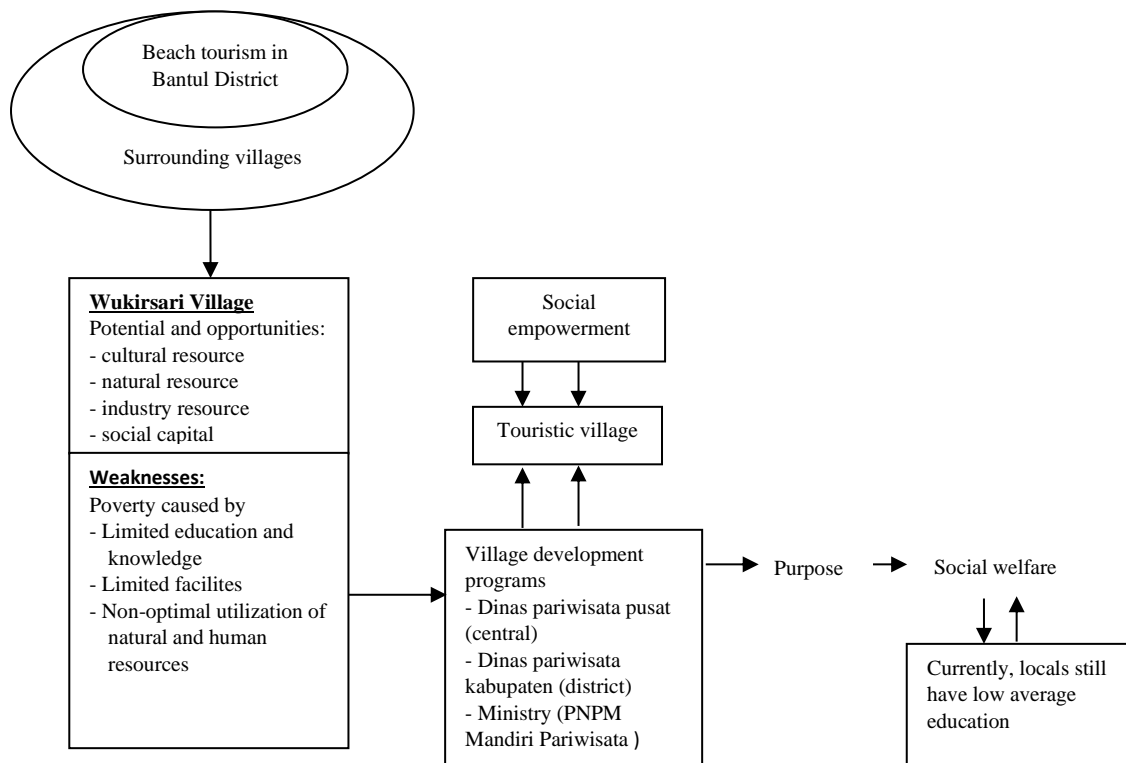 Beach tourism in
Bantul District
Surrounding villages
Wukirsari Village
Potential and opportunities:
- cultural resource
- natural resource
- industry resource
- social capital
Weaknesses:
Poverty caused by
- Limited education and
knowledge
- Limited facilites
- Non-optimal utilization of
natural and human
resources
Social
empowerment
Touristic village
Village development
programs
- Dinas pariwisata pusat
(central)
- Dinas pariwisata
kabupaten (district)
- Ministry (PNPM
Mandiri Pariwisata )
Purpose
Social welfare
Currently, locals still
have low average
education